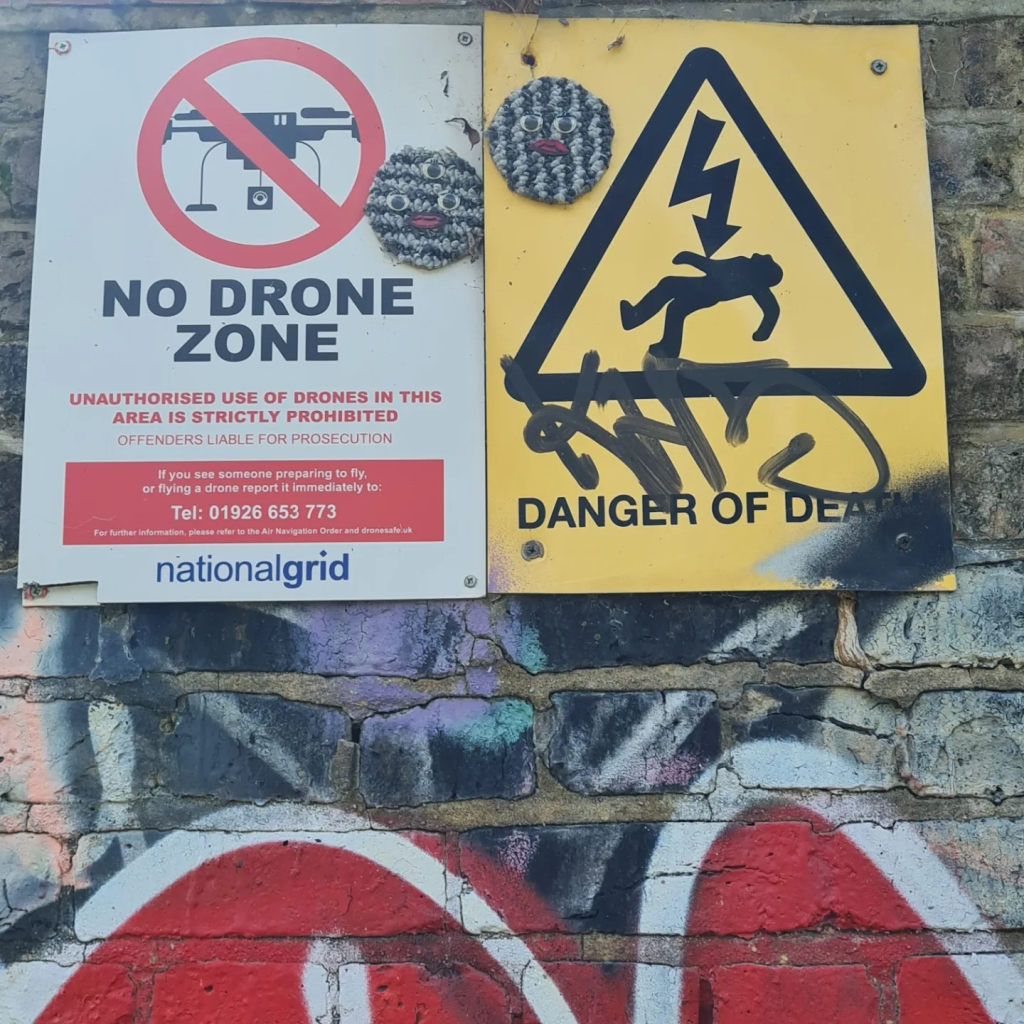 NO DRONE
ZONE
UNAUTHORISED USE OF DRONES IN THIS
AREA IS STRICTLY PROHIBITED
OFFENDERS LIABLE FOR PROSECUTION
If you see someone preparing to fly,
or flying a drone report it immediately to:
Tel: 01926 653 773
For further information, please refer to the Air Navigation Order and dronesafe.uk
nationalgrid
DANGER OF DEATH